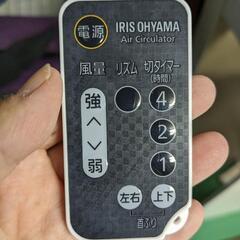 電源
IRIS OHYAMA
Air Circulator
風量 リズム 切タイマー
(時間)
強
弱
4
2
1
左右 上下
首ふり